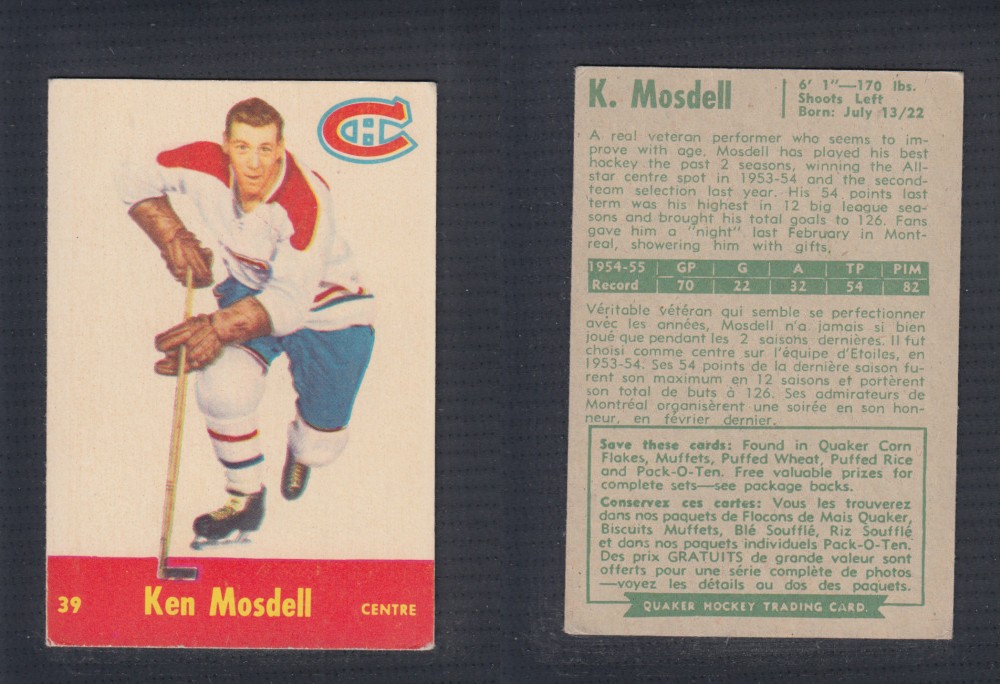 39
Ken Mosdell
CENTRE
K. Mosdell
6' 1"—170 lbs.
Shoots Left
Born: July 13/22
A real veteran performer who seems to im-
prove with age, Mosdell has played his best
hockey the past 2 seasons, winning the All-
star centre spot in 1953-54 and the second-
team selection last year. His 54 points last
term was his highest in 12 big league sea-
sons and brought his total goals to 126. Fans
gave him a "night" last February in Mont-
real, showering him with gifts.
1954-55 GP G A TP PIM
Record 70 22 32 54 82
Véritable vétéran qui semble se perfectionner
avec les années, Mosdell n'a jamais si bien
joué que pendant les 2 saisons dernières. Il fut
choisi comme centre sur l'équipe d'Etoiles, en
1953-54. Ses 54 points de la dernière saison fu-
rent son maximum en 12 saisons et portèrent
son total de buts à 126. Ses admirateurs de
Montréal organisèrent une soirée en son hon-
neur, en février dernier.
Save these cards: Found in Quaker Corn
Flakes, Muffets, Puffed Wheat, Puffed Rice
and Pack-O-Ten. Free valuable prizes for
complete sets—see package backs.
Conservez ces cartes: Vous les trouverez
dans nos paquets de Flocons de Mais Quaker,
Biscuits Muffets, Blé Soufflé, Riz Soufflé
et dans nos paquets individuels Pack-O-Ten.
Des prix GRATUITS de grande valeur sont
offerts pour une série complète de photos
—voyez les détails au dos des paquets.
QUAKER HOCKEY TRADING CARD.